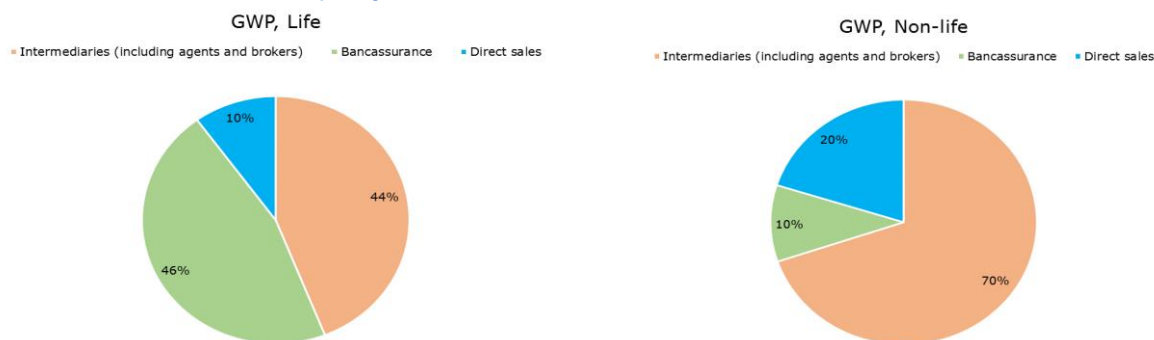 GWP, Life
Intermediaries (including agents and brokers) Bancassurance Direct sales
10%
44%
46%
GWP, Non-life
Intermediaries (including agents and brokers) Bancassurance Direct sales
20%
10%
70%